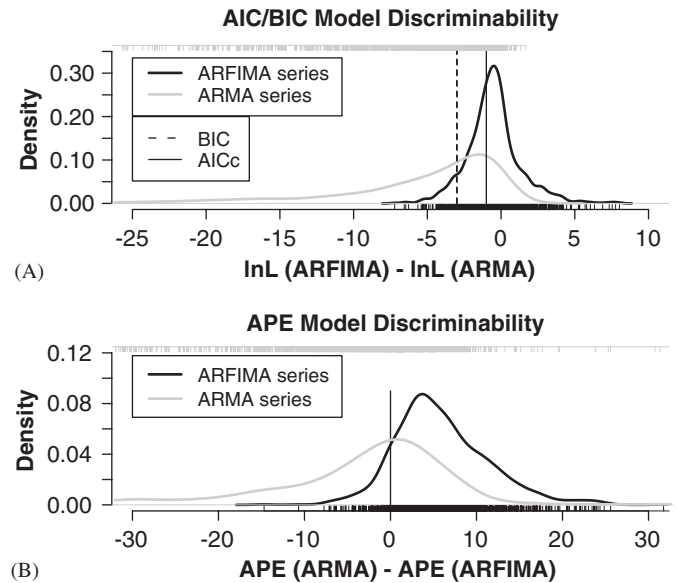 AIC/BIC Model Discriminability
0.30
0.20
0.10
0.00
Density
ARFIMA series
ARMA series
BIC
AICc
-25 -20 -15 -10 -5 0 5 10
(A)
lnL (ARFIMA) - lnL (ARMA)
APE Model Discriminability
0.12
0.08
0.04
0.00
Density
ARFIMA series
ARMA series
-30 -20 -10 0 10 20 30
(B)
APE (ARMA) - APE (ARFIMA)